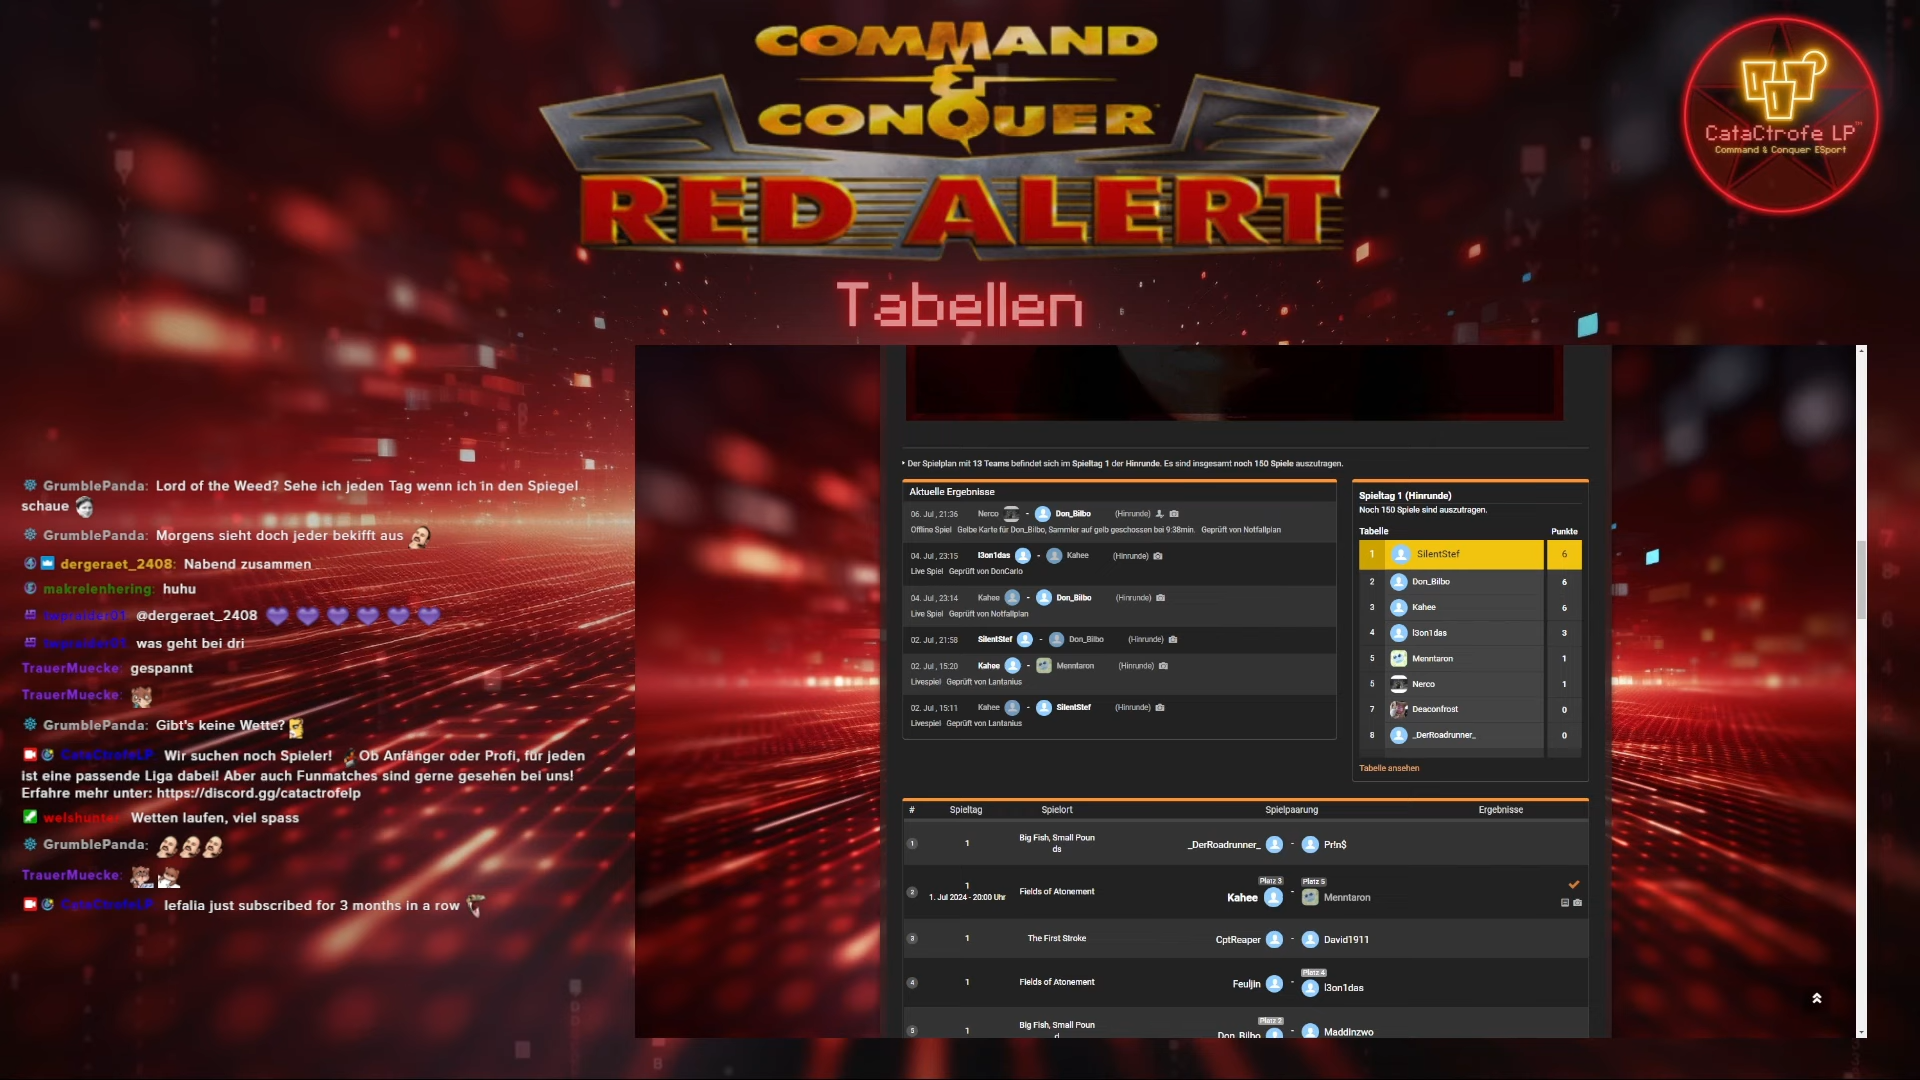 COMMAND
&
CONQUER
RED ALERT
CataCtrofe LP™
Command & Conquer ESport
Tabellen
GrumblePanda: Lord of the Weed? Sehe ich jeden Tag wenn ich in den Spiegel
schaue
GrumblePanda: Morgens sieht doch jeder bekifft aus
dergeraet_2408: Nabend zusammen
makrelenhering: huhu
@dergeraet_2408
was geht bei dri
TrauerMuecke: gespannt
TrauerMuecke:
GrumblePanda: Gibt's keine Wette?
CataCtrofeLP: Wir suchen noch Spieler! Ob Anfänger oder Profi, für jeden
ist eine passende Liga dabei! Aber auch Funmatches sind gerne gesehen bei uns!
Erfahre mehr unter: https://discord.gg/catactrofelp
welshunter: Wetten laufen, viel spass
GrumblePanda:
TrauerMuecke:
CataCtrofeLP: lefalia just subscribed for 3 months in a row
Der Spielplan mit 13 Teams befindet sich im Spieltag 1 der Hinrunde. Es sind insgesamt noch 150 Spiele auszutragen.
Aktuelle Ergebnisse
06. Jul , 21:36 Nerco - Don_Bilbo (Hinrunde)
Offline Spiel Gelbe Karte für Don_Bilbo, Sammler auf gelb geschossen bei 9:38min. Geprüft von Notfallplan
04. Jul , 23:15 l3on1das - Kahee (Hinrunde)
Live Spiel Geprüft von DonCarlo
04. Jul , 23:14 Kahee - Don_Bilbo (Hinrunde)
Live Spiel Geprüft von Notfallplan
02. Jul , 21:58 SilentStef - Don_Bilbo (Hinrunde)
02. Jul , 15:20 Kahee - Menntaron (Hinrunde)
Livespiel Geprüft von Lantanius
02. Jul , 15:11 Kahee - SilentStef (Hinrunde)
Livespiel Geprüft von Lantanius
Spieltag 1 (Hinrunde)
Noch 150 Spiele sind auszutragen.
Tabelle Punkte
1 SilentStef 6
2 Don_Bilbo 6
3 Kahee 6
4 l3on1das 3
5 Menntaron 1
5 Nerco 1
7 Deaconfrost 0
8 _DerRoadrunner_ 0
Tabelle ansehen
# Spieltag Spielort Spielpaarung Ergebnisse
1 1 Big Fish, Small Poun
ds _DerRoadrunner_ - Pr!n$
2 1 Fields of Atonement Platz 3 Platz 5
1. Jul 2024 - 20:00 Uhr Kahee - Menntaron
3 1 The First Stroke CptReaper - David1911
4 1 Fields of Atonement Platz 4
Feuljin - l3on1das
5 1 Big Fish, Small Poun
d Platz 2
Don_Bilbo - Maddinzwo